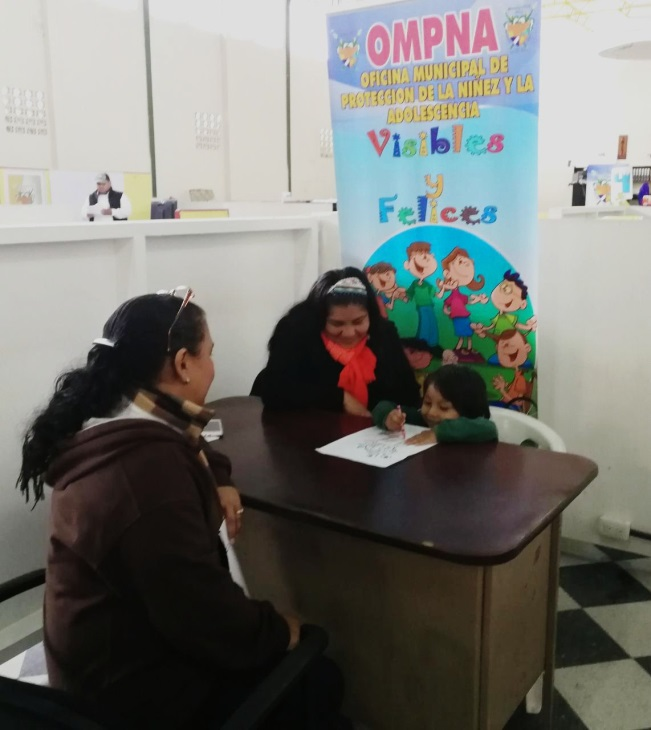 OMPNA
OFICINA MUNICIPAL DE
PROTECCION DE LA NIÑEZ Y LA
ADOLESCENCIA
Visibles
y
Felices